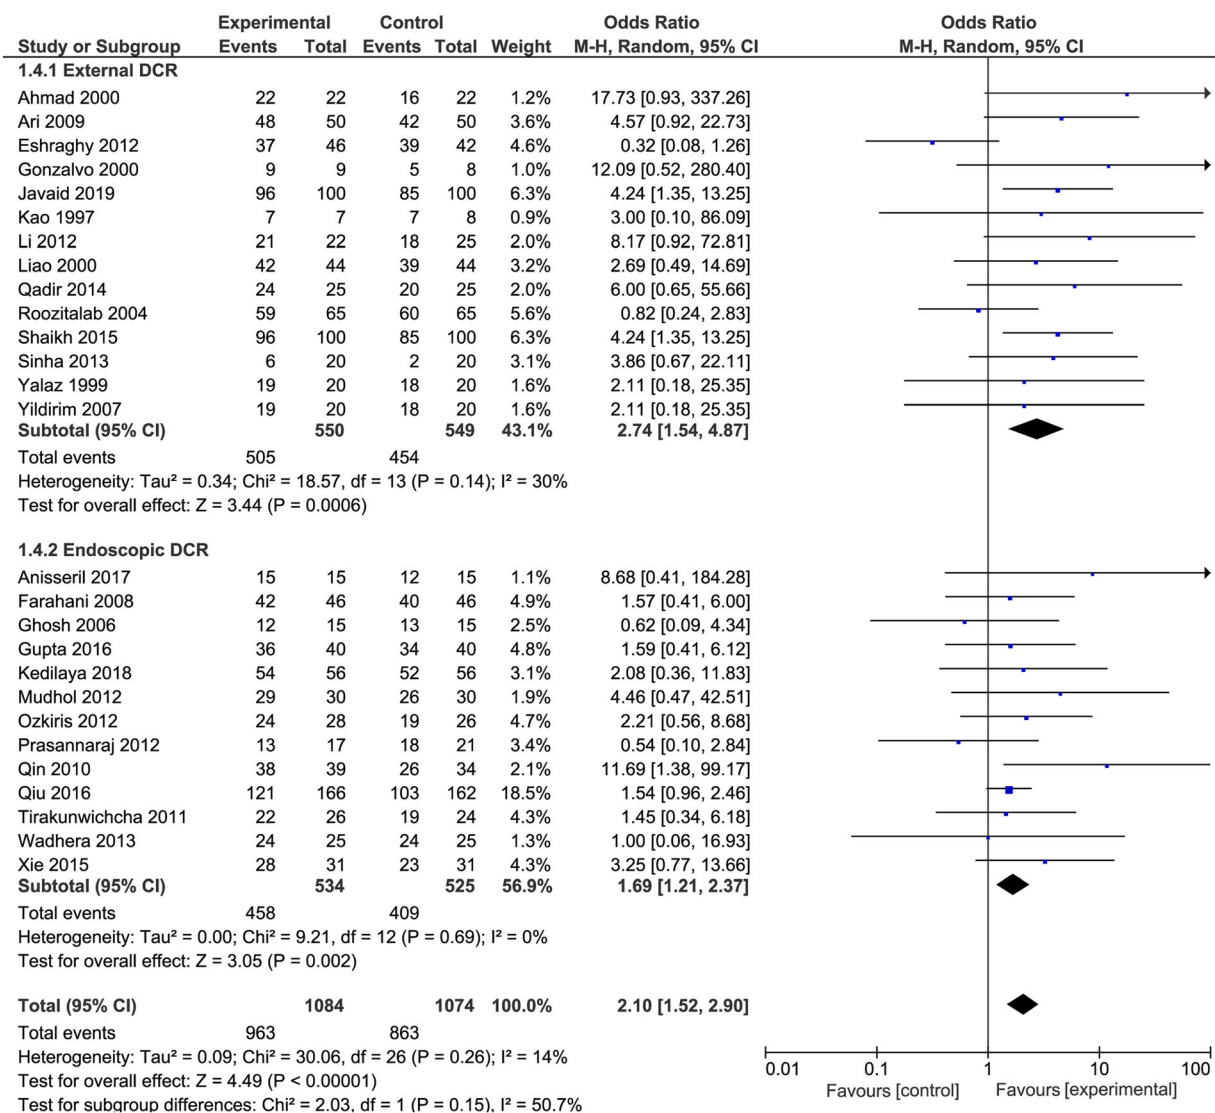 Experimental Control Odds Ratio Odds Ratio
Study or Subgroup Events Total Events Total Weight M-H, Random, 95% CI M-H, Random, 95% CI
1.4.1 External DCR
Ahmad 2000 22 22 16 22 1.2% 17.73 [0.93, 337.26]
Ari 2009 48 50 42 50 3.6% 4.57 [0.92, 22.73]
Eshraghy 2012 37 46 39 42 4.6% 0.32 [0.08, 1.26]
Gonzalvo 2000 9 9 5 8 1.0% 12.09 [0.52, 280.40]
Javaid 2019 96 100 85 100 6.3% 4.24 [1.35, 13.25]
Kao 1997 7 7 7 8 0.9% 3.00 [0.10, 86.09]
Li 2012 21 22 18 25 2.0% 8.17 [0.92, 72.81]
Liao 2000 42 44 39 44 3.2% 2.69 [0.49, 14.69]
Qadir 2014 24 25 20 25 2.0% 6.00 [0.65, 55.66]
Roozitalab 2004 59 65 60 65 5.6% 0.82 [0.24, 2.83]
Shaikh 2015 96 100 85 100 6.3% 4.24 [1.35, 13.25]
Sinha 2013 6 20 2 20 3.1% 3.86 [0.67, 22.11]
Yalaz 1999 19 20 18 20 1.6% 2.11 [0.18, 25.35]
Yildirim 2007 19 20 18 20 1.6% 2.11 [0.18, 25.35]
Subtotal (95% CI) 550 549 43.1% 2.74 [1.54, 4.87]
Total events 505 454
Heterogeneity: Tau² = 0.34; Chi² = 18.57, df = 13 (P = 0.14); I² = 30%
Test for overall effect: Z = 3.44 (P = 0.0006)
1.4.2 Endoscopic DCR
Anisseril 2017 15 15 12 15 1.1% 8.68 [0.41, 184.28]
Farahani 2008 42 46 40 46 4.9% 1.57 [0.41, 6.00]
Ghosh 2006 12 15 13 15 2.5% 0.62 [0.09, 4.34]
Gupta 2016 36 40 34 40 4.8% 1.59 [0.41, 6.12]
Kedilaya 2018 54 56 52 56 3.1% 2.08 [0.36, 11.83]
Mudhol 2012 29 30 26 30 1.9% 4.46 [0.47, 42.51]
Ozkiris 2012 24 28 19 26 4.7% 2.21 [0.56, 8.68]
Prasannaraj 2012 13 17 18 21 3.4% 0.54 [0.10, 2.84]
Qin 2010 38 39 26 34 2.1% 11.69 [1.38, 99.17]
Qiu 2016 121 166 103 162 18.5% 1.54 [0.96, 2.46]
Tirakunwichcha 2011 22 26 19 24 4.3% 1.45 [0.34, 6.18]
Wadhera 2013 24 25 24 25 1.3% 1.00 [0.06, 16.93]
Xie 2015 28 31 23 31 4.3% 3.25 [0.77, 13.66]
Subtotal (95% CI) 534 525 56.9% 1.69 [1.21, 2.37]
Total events 458 409
Heterogeneity: Tau² = 0.00; Chi² = 9.21, df = 12 (P = 0.69); I² = 0%
Test for overall effect: Z = 3.05 (P = 0.002)
Total (95% CI) 1084 1074 100.0% 2.10 [1.52, 2.90]
Total events 963 863
Heterogeneity: Tau² = 0.09; Chi² = 30.06, df = 26 (P = 0.26); I² = 14%
Test for overall effect: Z = 4.49 (P < 0.00001)
Test for subgroup differences: Chi² = 2.03, df = 1 (P = 0.15), I² = 50.7%
0.01 0.1 1 10 100
Favours [control] Favours [experimental]